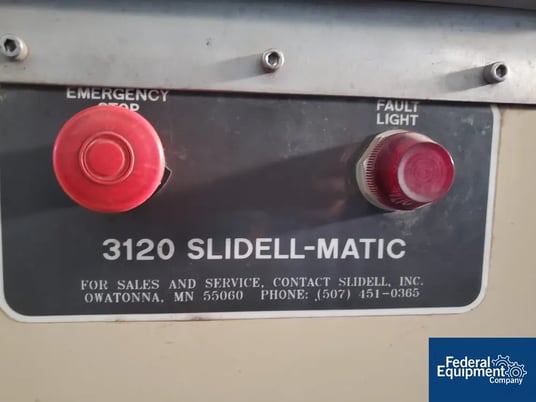 EMERGENCY
STOP
FAULT
LIGHT
3120 SLIDELL-MATIC
FOR SALES AND SERVICE, CONTACT SLIDELL, INC.
OWATONNA, MN 55060 PHONE: (507) 451-0365
Federal
Equipment
Company